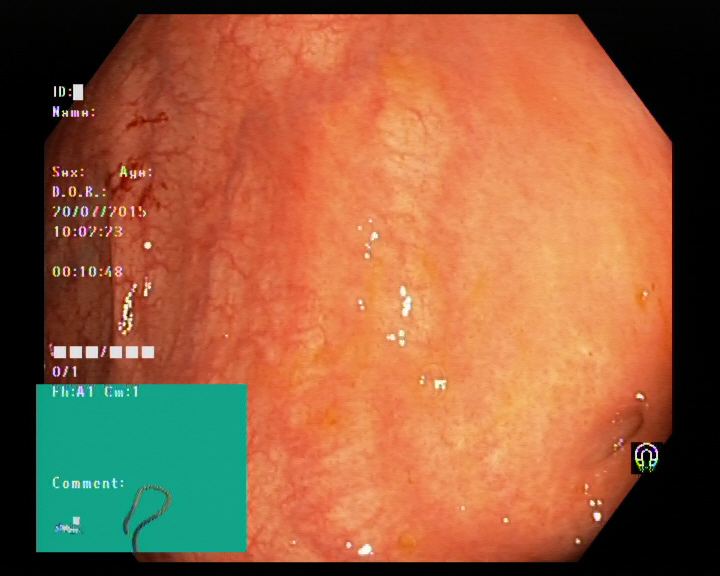 ID:
Name:
Sex: Age:
D.O.B.:
20/07/2015
10:02:23
00:10:48
/
0/1
Eh:A1 Cm:1
Comment: